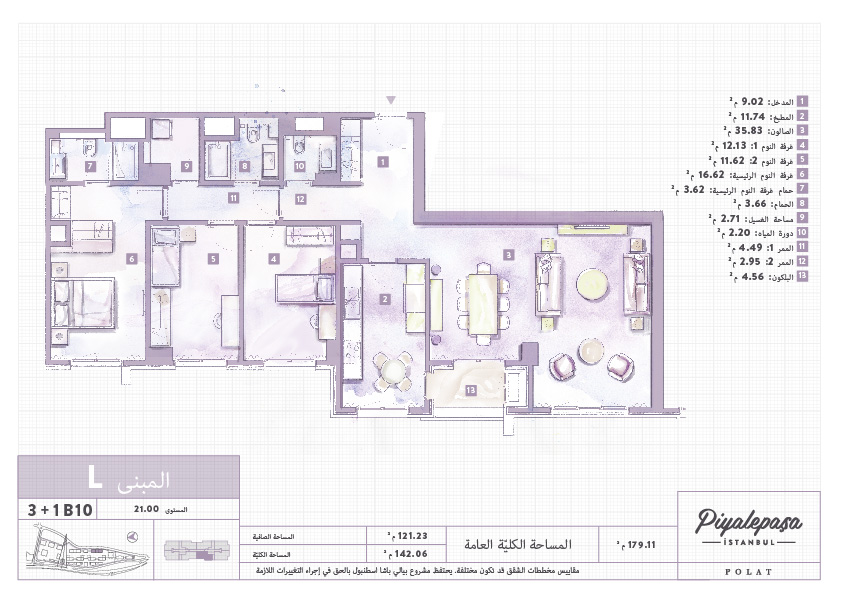 1 المدخل: 9.02 م²
2 المطبخ: 11.74 م²
3 الصالون: 35.83 م²
4 غرفة النوم 1: 12.13 م²
5 غرفة النوم 2: 11.62 م²
6 غرفة النوم الرئيسية: 16.62 م²
7 حمام غرفة النوم الرئيسية: 3.62 م²
8 الحمام: 3.66 م²
9 مساحة الغسيل: 2.71 م²
10 دورة المياه: 2.20 م²
11 الممر 1: 4.49 م²
12 الممر 2: 2.95 م²
13 البلكون: 4.56 م²
7 9 8 10 1
11 12
6 5 4 3
2
13
المبنى L
3 + 1 B10
المستوى 21.00
المساحة الصافية 121.23 م²
المساحة الكليّة 142.06 م²
المساحة الكليّة العامة 179.11 م²
مقاييس مخططات الشقق قد تكون مختلفة. يحتفظ مشروع بيالي باشا اسطنبول بالحق في إجراء التغييرات اللازمة
Piyalepaşa
İSTANBUL
POLAT